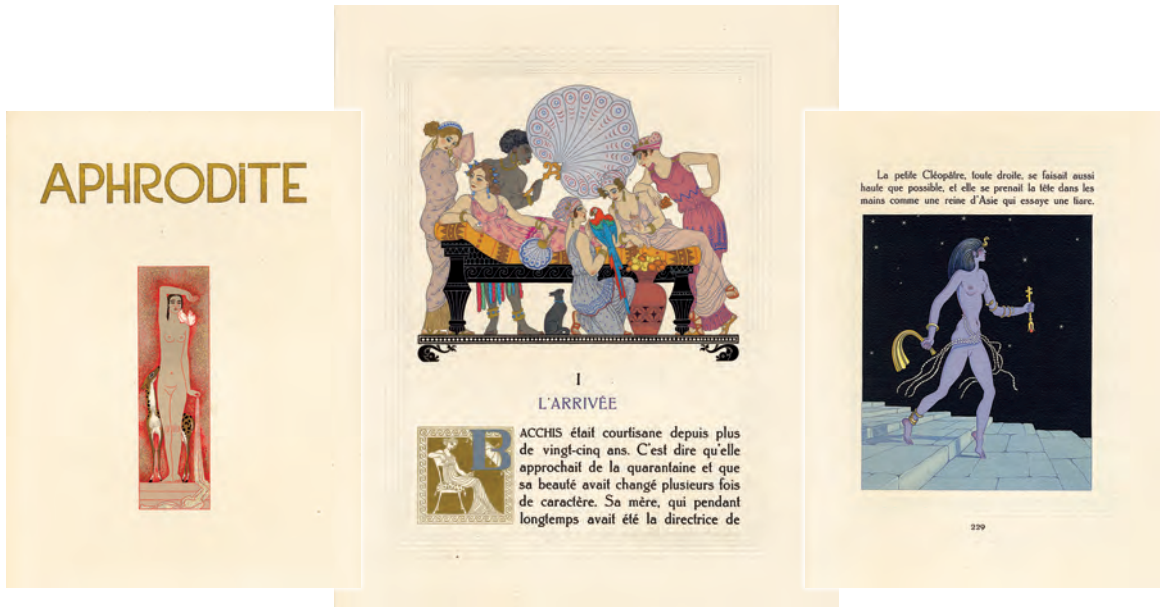 APHRODiTE
I
L'ARRIVÉE
BACCHIS était courtisane depuis plus
de vingt-cinq ans. C'est dire qu'elle
approchait de la quarantaine et que
sa beauté avait changé plusieurs fois
de caractère. Sa mère, qui pendant
longtemps avait été la directrice de
La petite Cléopâtre, toute droite, se faisait aussi
haute que possible, et elle se prenait la tête dans les
mains comme une reine d'Asie qui essaye une tiare.
229